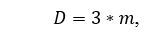 D = 3 * m,